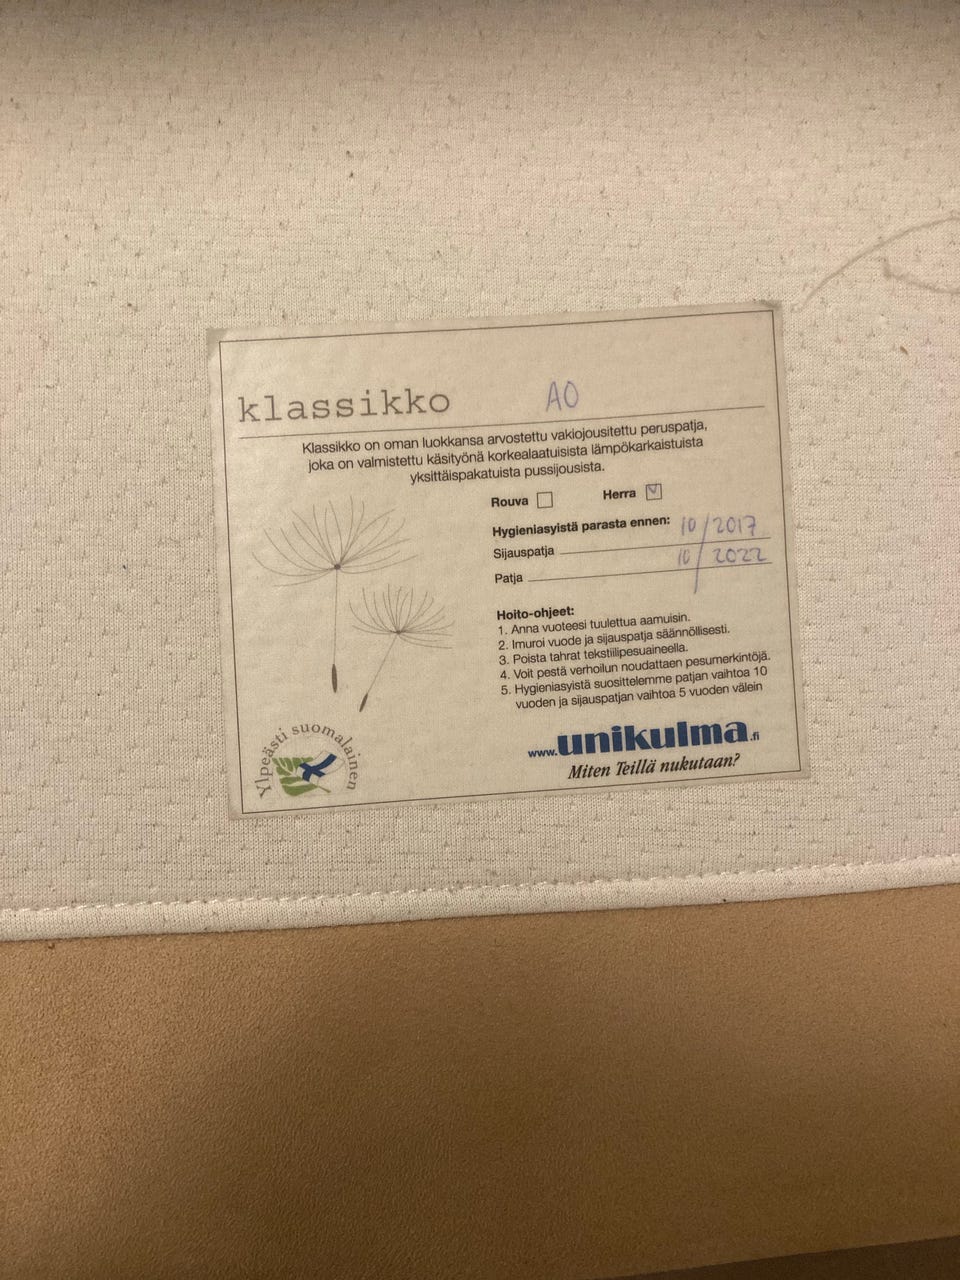 klassikko AO
Klassikko on oman luokkansa arvostettu vakiojousitettu peruspatja,
joka on valmistettu käsityönä korkealaatuisista lämpökarkaistuista
yksittäispakatuista pussijousista.
Rouva Herra
Hygieniasyistä parasta ennen:
Sijauspatja 10/2017
Patja 10/2022
Hoito-ohjeet:
1. Anna vuoteesi tuulettua aamuisin.
2. Imuroi vuode ja sijauspatja säännöllisesti.
3. Poista tahrat tekstiilipesuaineella.
4. Voit pestä verhoilun noudattaen pesumerkintöjä.
5. Hygieniasyistä suosittelemme patjan vaihtoa 10
vuoden ja sijauspatjan vaihtoa 5 vuoden välein
Ylpeästi suomalainen
www.unikulma.fi
Miten Teillä nukutaan?